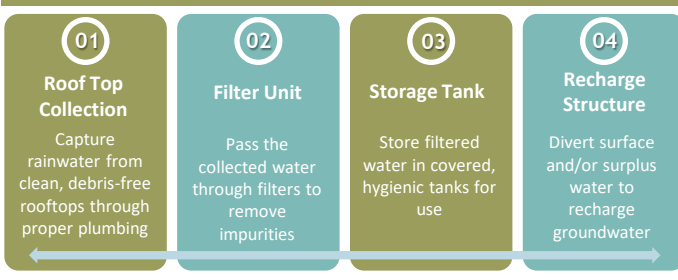 01
Roof Top
Collection
Capture
rainwater from
clean, debris-free
rooftops through
proper plumbing
02
Filter Unit
Pass the
collected water
through filters to
remove
impurities
03
Storage Tank
Store filtered
water in covered,
hygienic tanks for
use
04
Recharge
Structure
Divert surface
and/or surplus
water to
recharge
groundwater